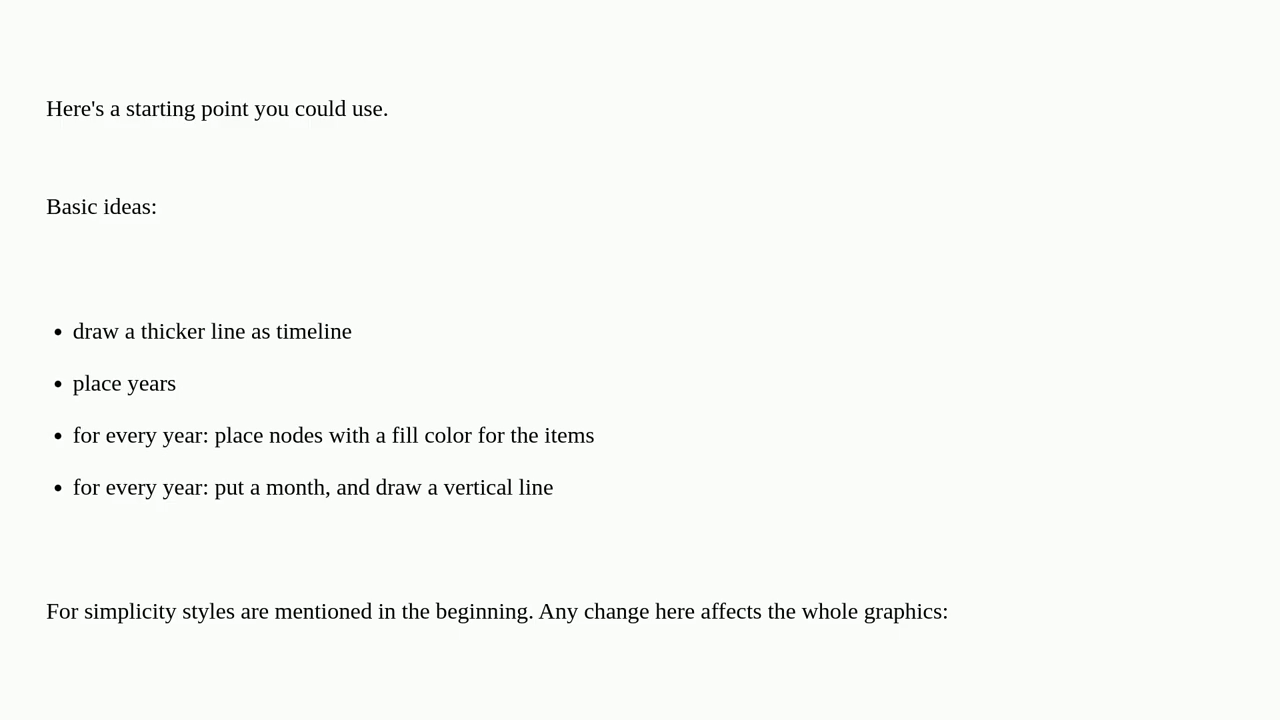 Here's a starting point you could use.
Basic ideas:
• draw a thicker line as timeline
• place years
• for every year: place nodes with a fill color for the items
• for every year: put a month, and draw a vertical line
For simplicity styles are mentioned in the beginning. Any change here affects the whole graphics: